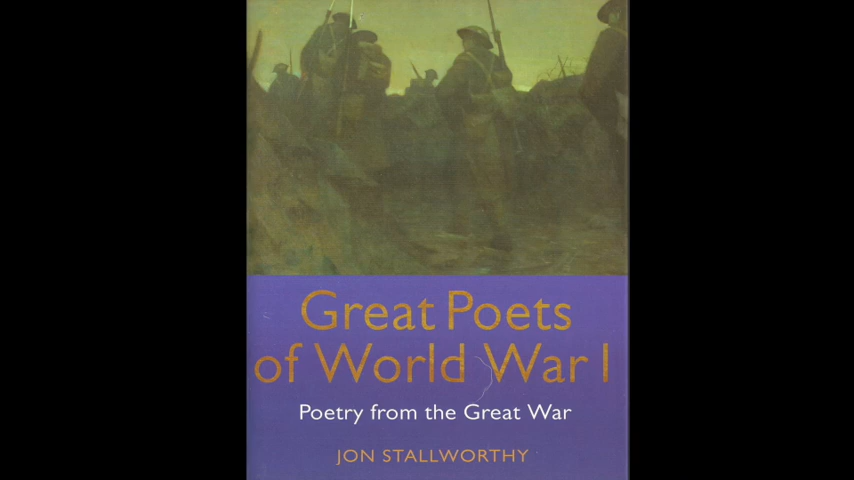 Great Poets
of World War I
Poetry from the Great War
JON STALLWORTHY